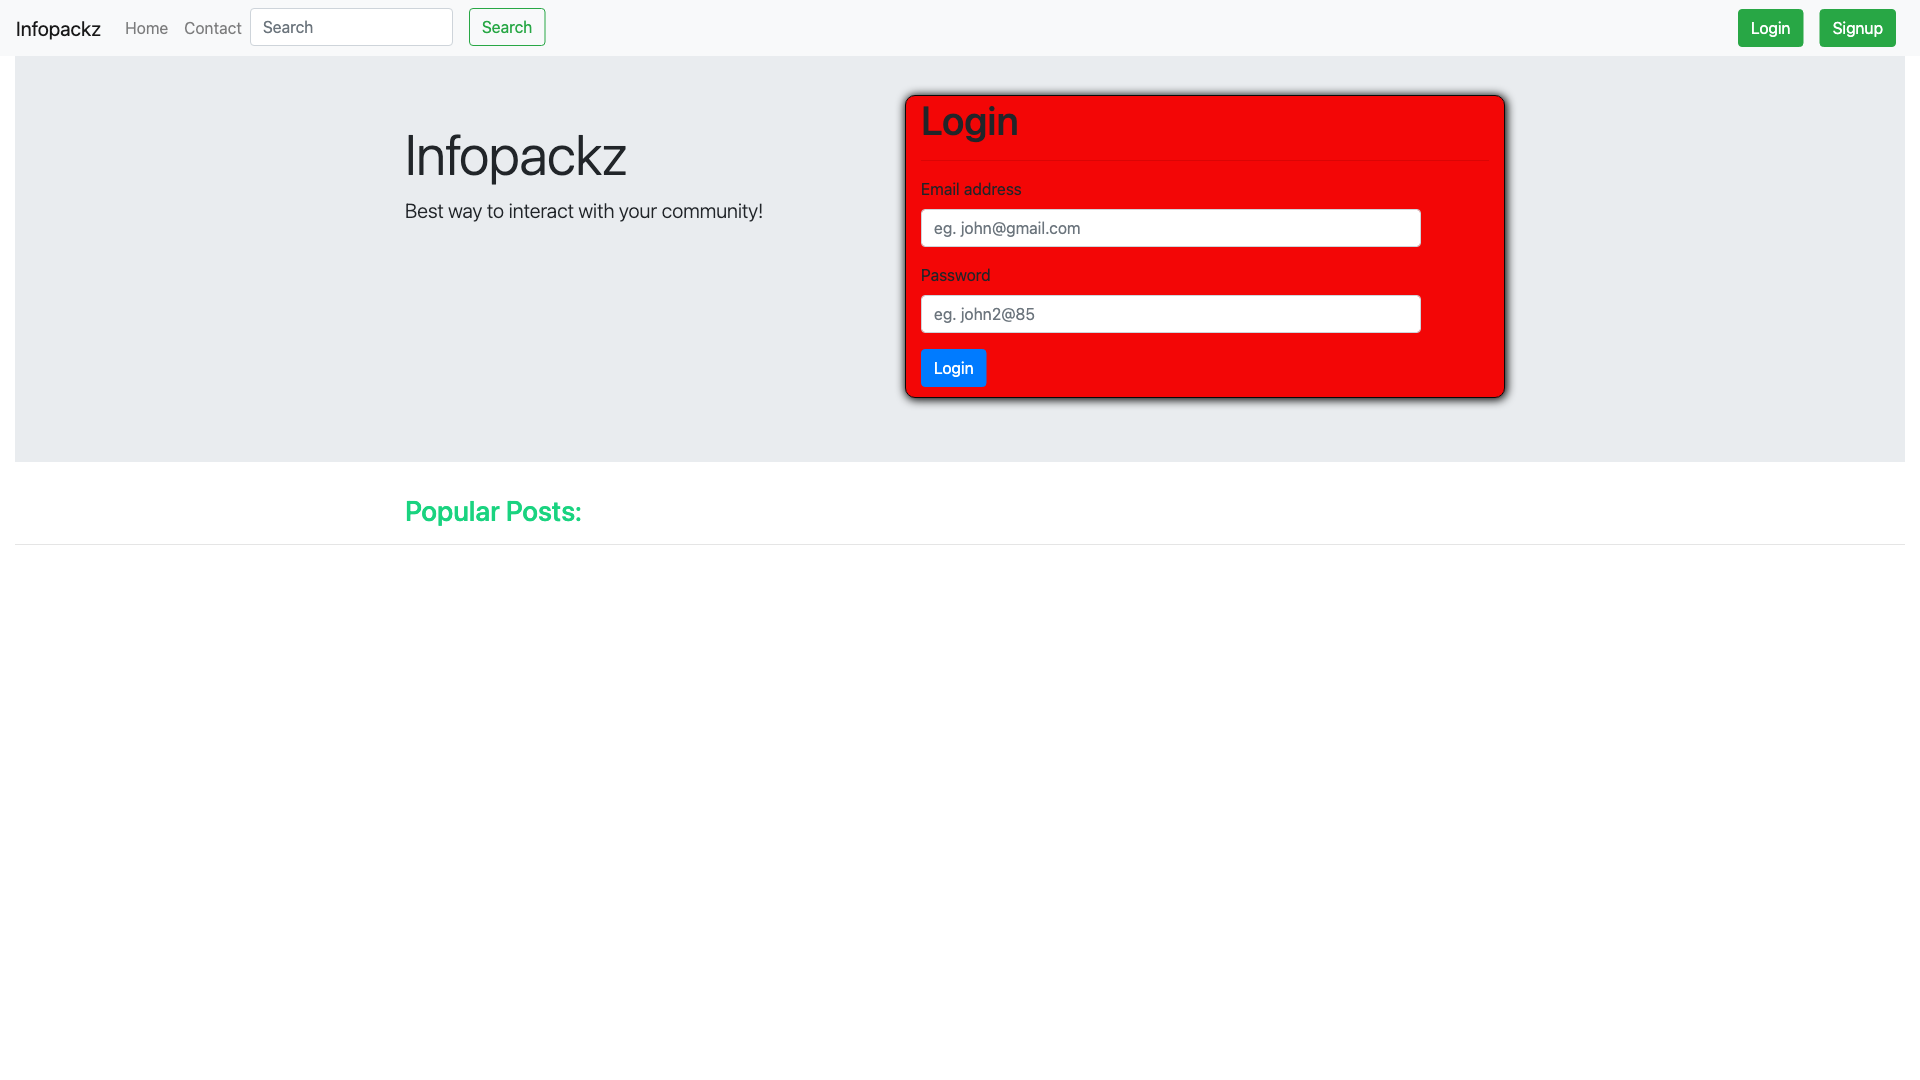 Infopackz
Home
Contact
Search
Search
Login
Signup
Infopackz
Best way to interact with your community!
Login
Email address
eg. john@gmail.com
Password
eg. john2@85
Login
Popular Posts: